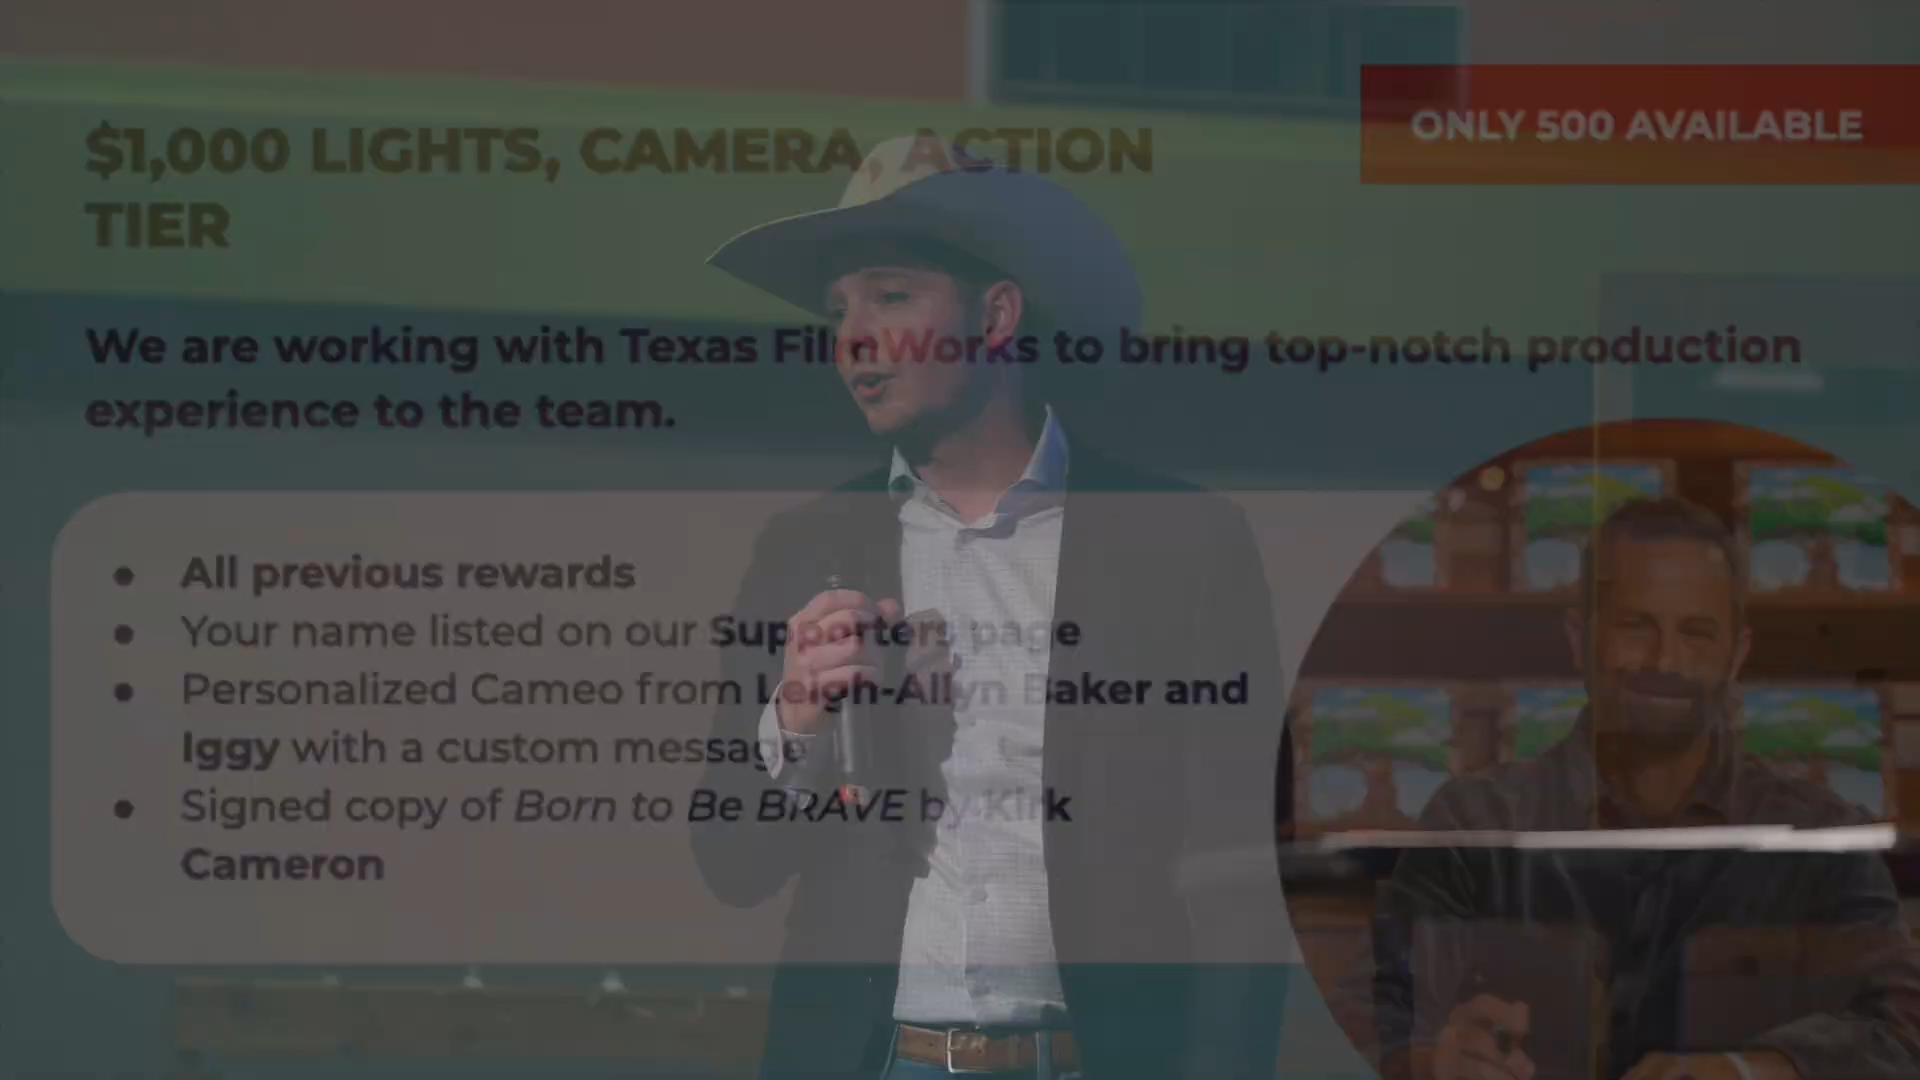 $1,000 LIGHTS, CAMERA, ACTION
TIER
ONLY 500 AVAILABLE
We are working with Texas FilmWorks to bring top-notch production
experience to the team.
● All previous rewards
● Your name listed on our Supporters page
● Personalized Cameo from Leigh-Allyn Baker and
Iggy with a custom message
● Signed copy of Born to Be BRAVE by Kirk
Cameron